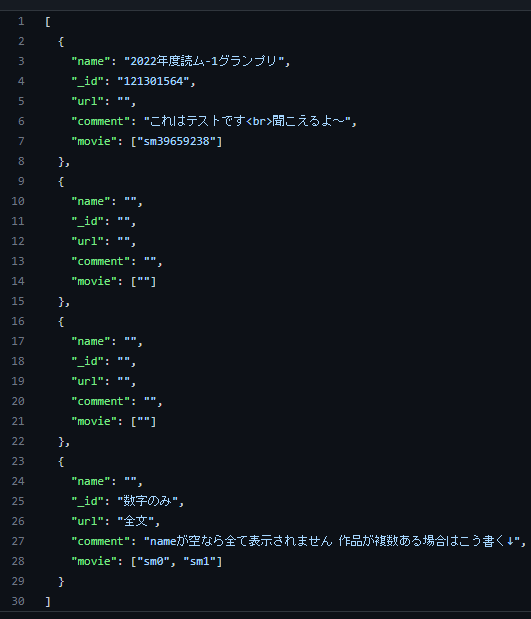 1 [
2 {
3 "name": "2022年度読ム-1グランプリ",
4 "_id": "121301564",
5 "url": "",
6 "comment": "これはテストです<br>聞こえるよ～",
7 "movie": ["sm39659238"]
8 },
9 {
10 "name": "",
11 "_id": "",
12 "url": "",
13 "comment": "",
14 "movie": [""]
15 },
16 {
17 "name": "",
18 "_id": "",
19 "url": "",
20 "comment": "",
21 "movie": [""]
22 },
23 {
24 "name": "",
25 "_id": "数字のみ",
26 "url": "全文",
27 "comment": "nameが空なら全て表示されません 作品が複数ある場合はこう書く↓",
28 "movie": ["sm0", "sm1"]
29 }
30 ]